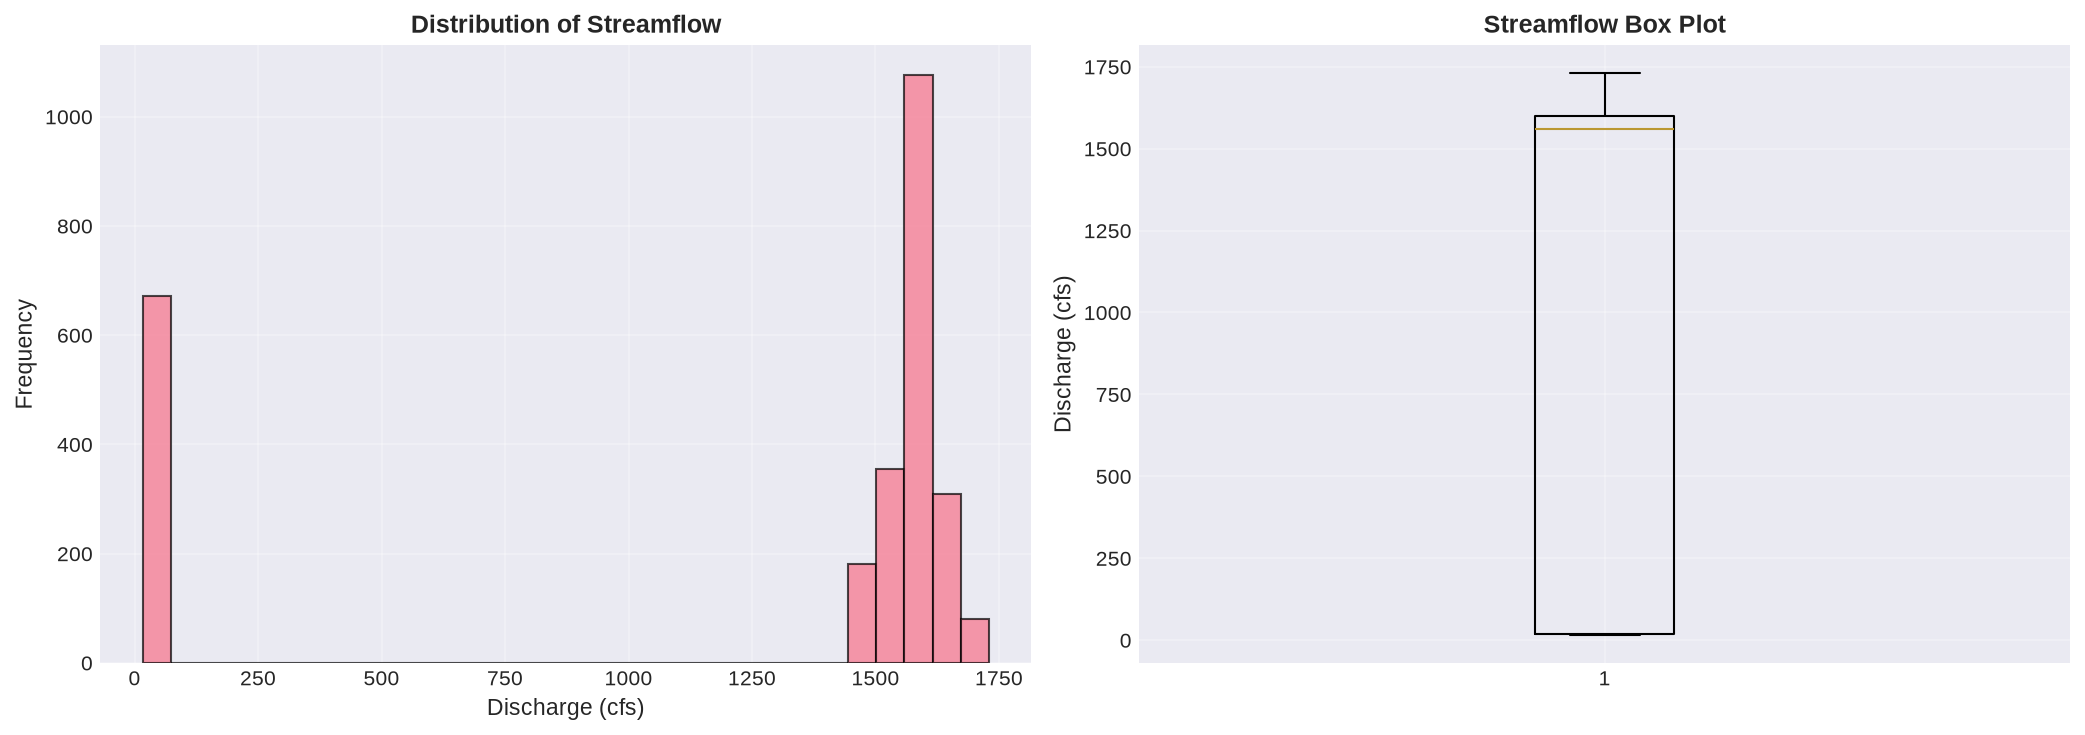 Distribution of Streamflow
Frequency
1000
800
600
400
200
0
0 250 500 750 1000 1250 1500 1750
Discharge (cfs)
Streamflow Box Plot
Discharge (cfs)
1750
1500
1250
1000
750
500
250
0
1